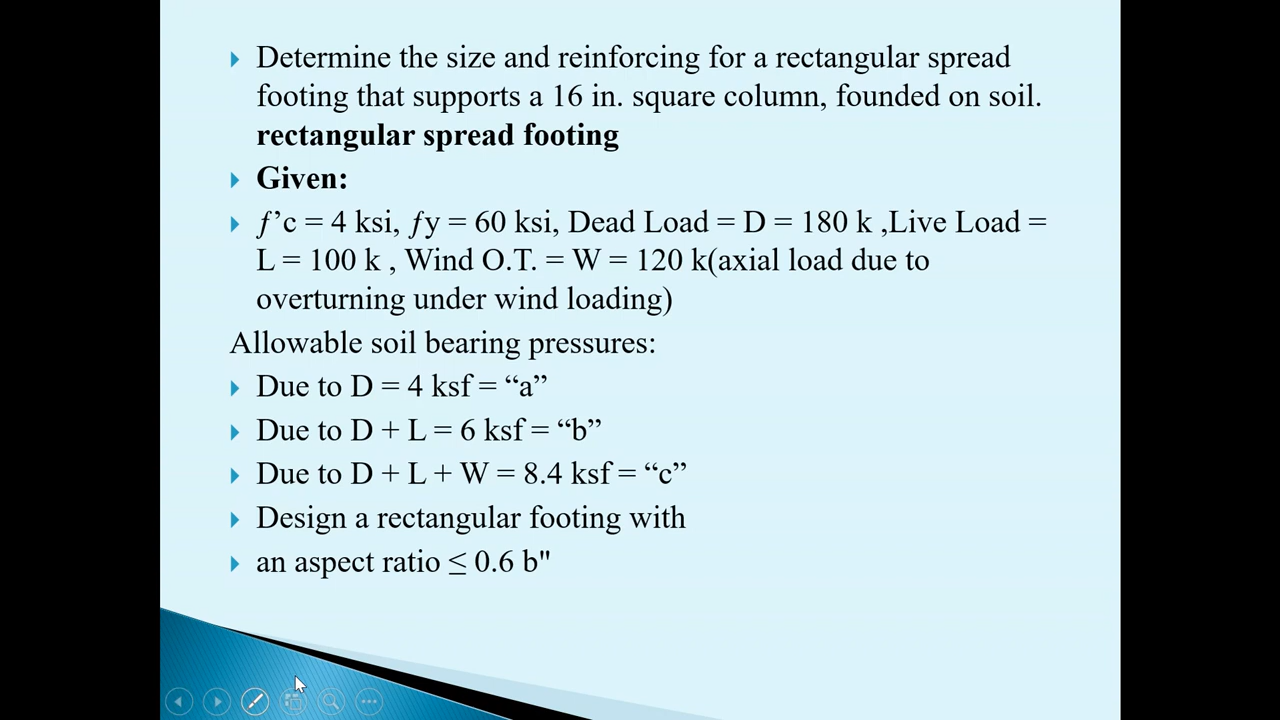 Determine the size and reinforcing for a rectangular spread
footing that supports a 16 in. square column, founded on soil.
rectangular spread footing
Given:
ƒ’c = 4 ksi, ƒy = 60 ksi, Dead Load = D = 180 k ,Live Load =
L = 100 k , Wind O.T. = W = 120 k(axial load due to
overturning under wind loading)
Allowable soil bearing pressures:
Due to D = 4 ksf = “a”
Due to D + L = 6 ksf = “b”
Due to D + L + W = 8.4 ksf = “c”
Design a rectangular footing with
an aspect ratio ≤ 0.6 b"